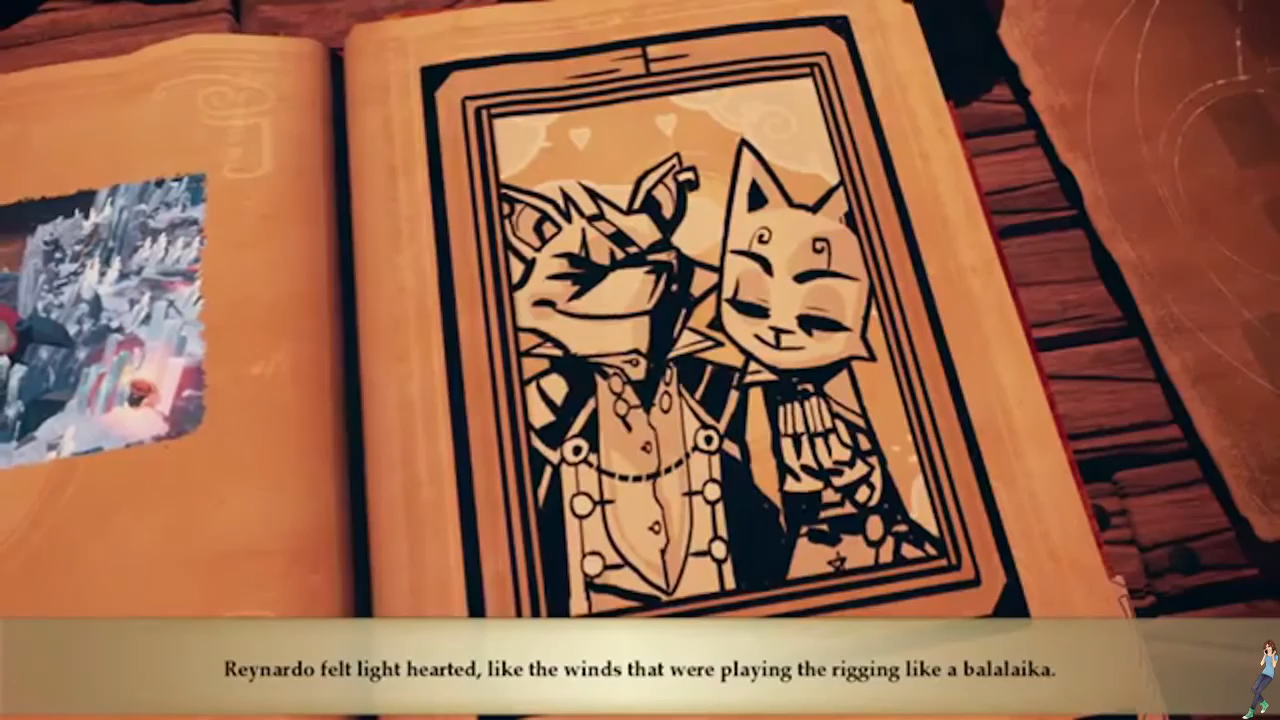 Reynardo felt light hearted, like the winds that were playing the rigging like a balalaika.